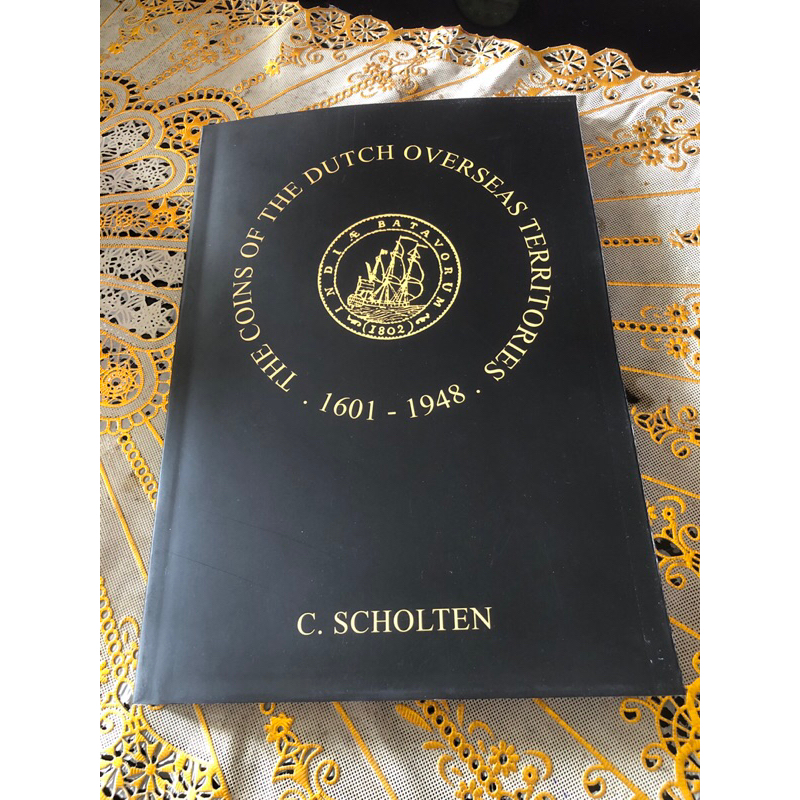 THE COINS OF THE DUTCH OVERSEAS TERRITORIES
· 1601 - 1948 ·
INDIÆ BATAVORUM
(1802)
C. SCHOLTEN